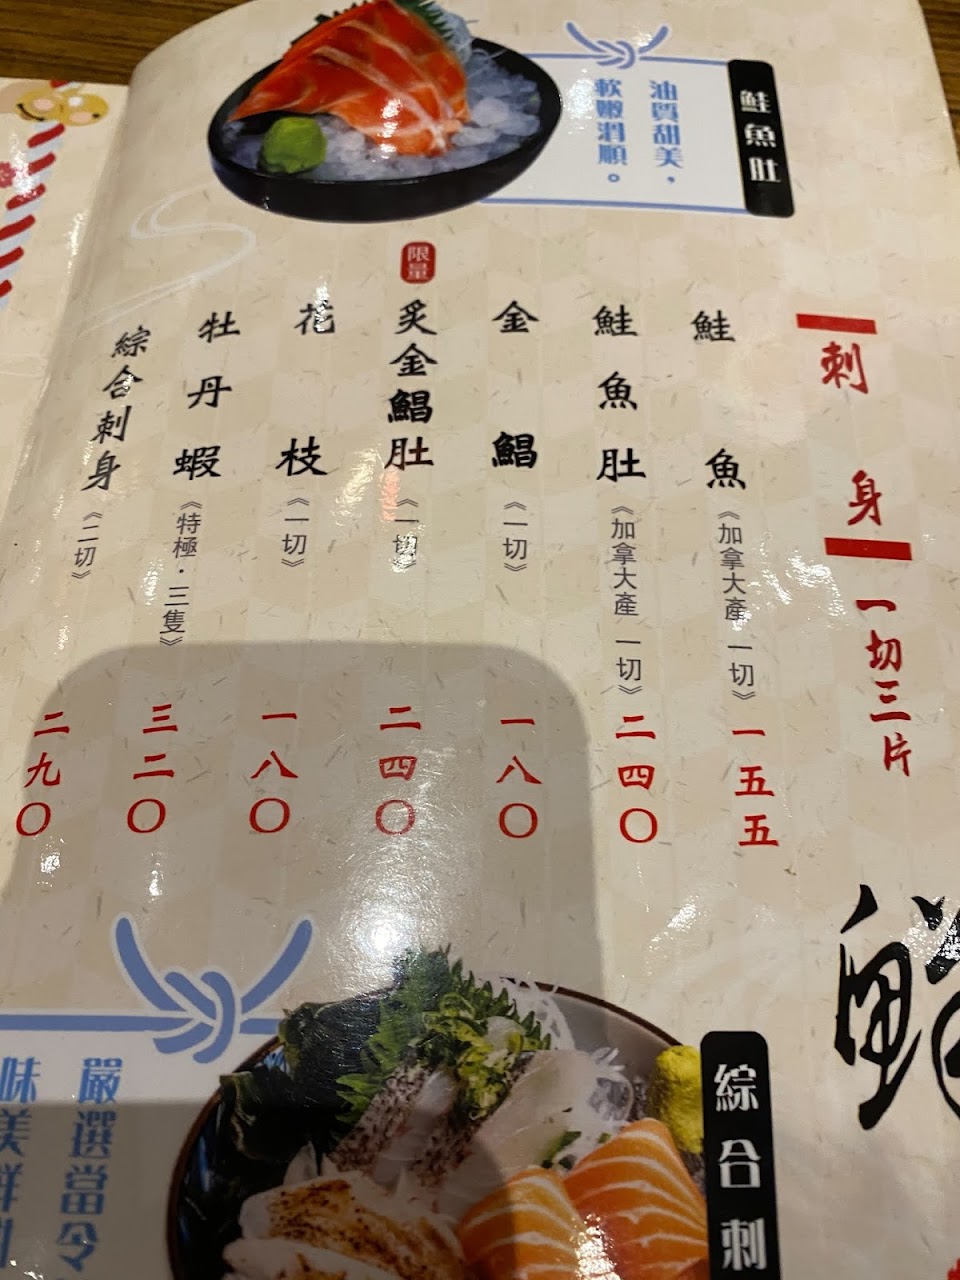 鮭魚肚
油質甜美，
軟嫩滑順。
刺身
一切三片
鮭魚《加拿大產 一切》一五五
鮭魚肚《加拿大產 一切》二四〇
金鯧《一切》一八〇
限量
炙金鯧肚《一切》二四〇
花枝《一切》一八〇
牡丹蝦《特極·三隻》三二〇
綜合刺身《二切》二九〇
綜合刺
嚴選當令
味美鮮